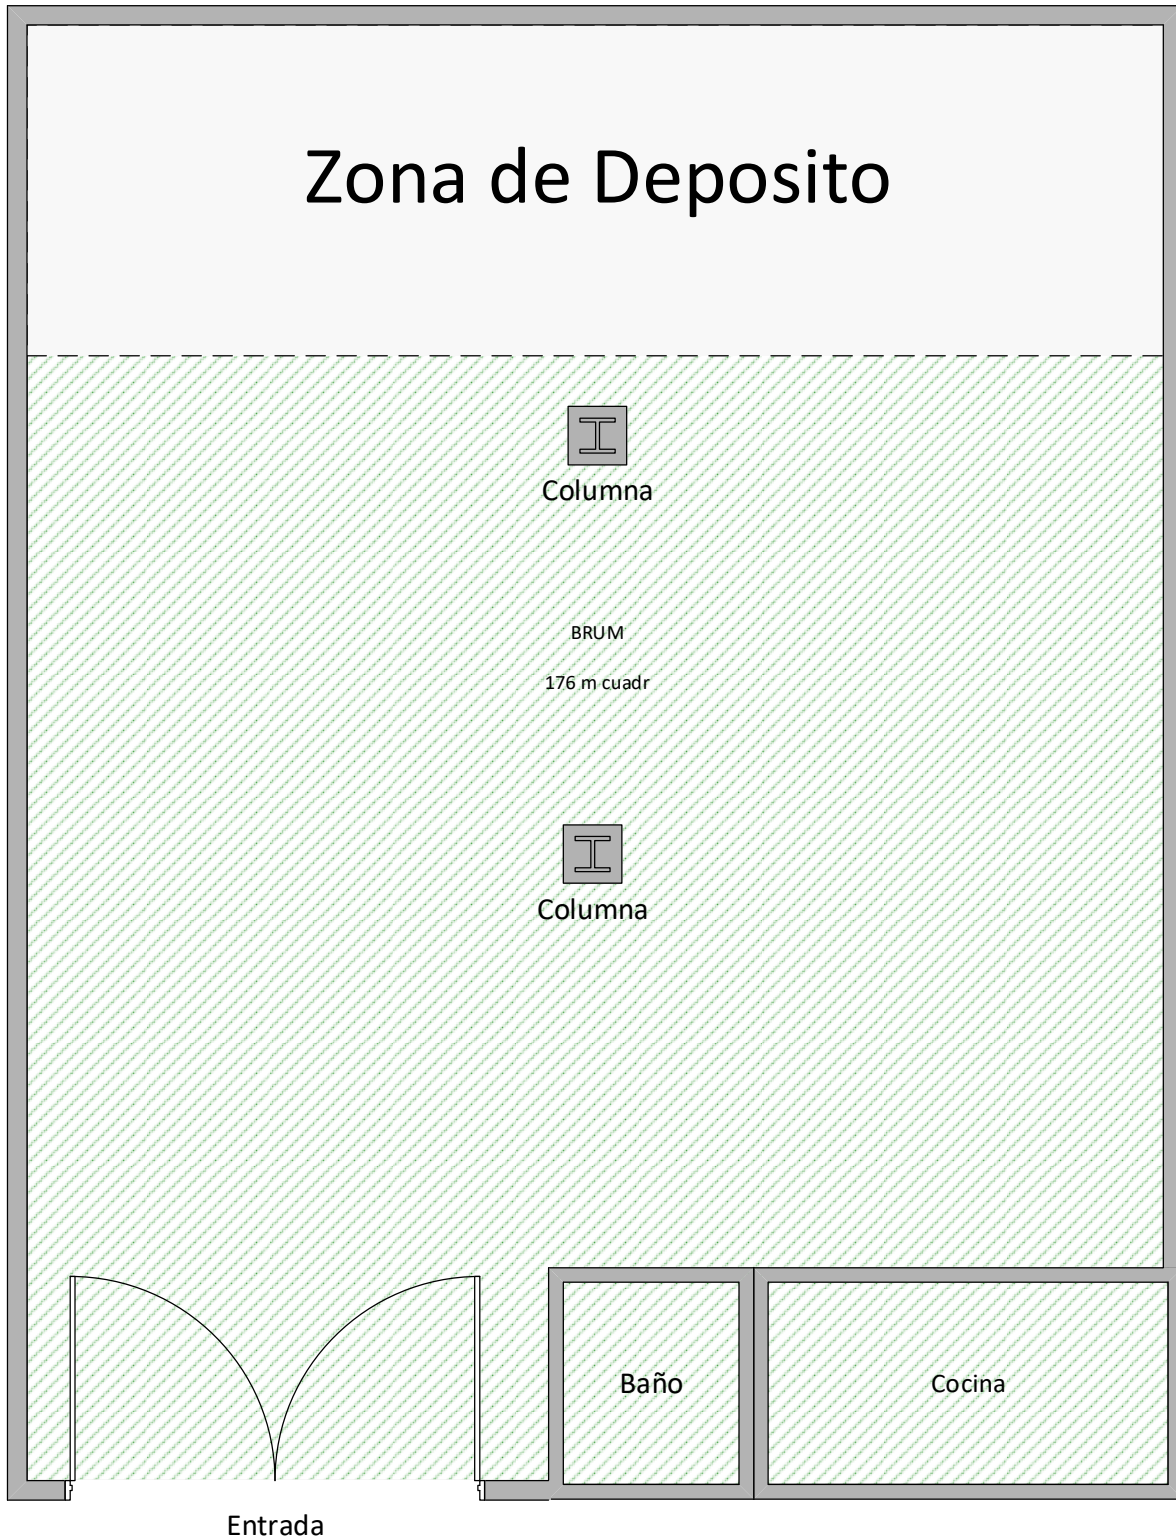 Zona de Deposito
Columna
BRUM
176 m cuadr
Columna
Baño
Cocina
Entrada